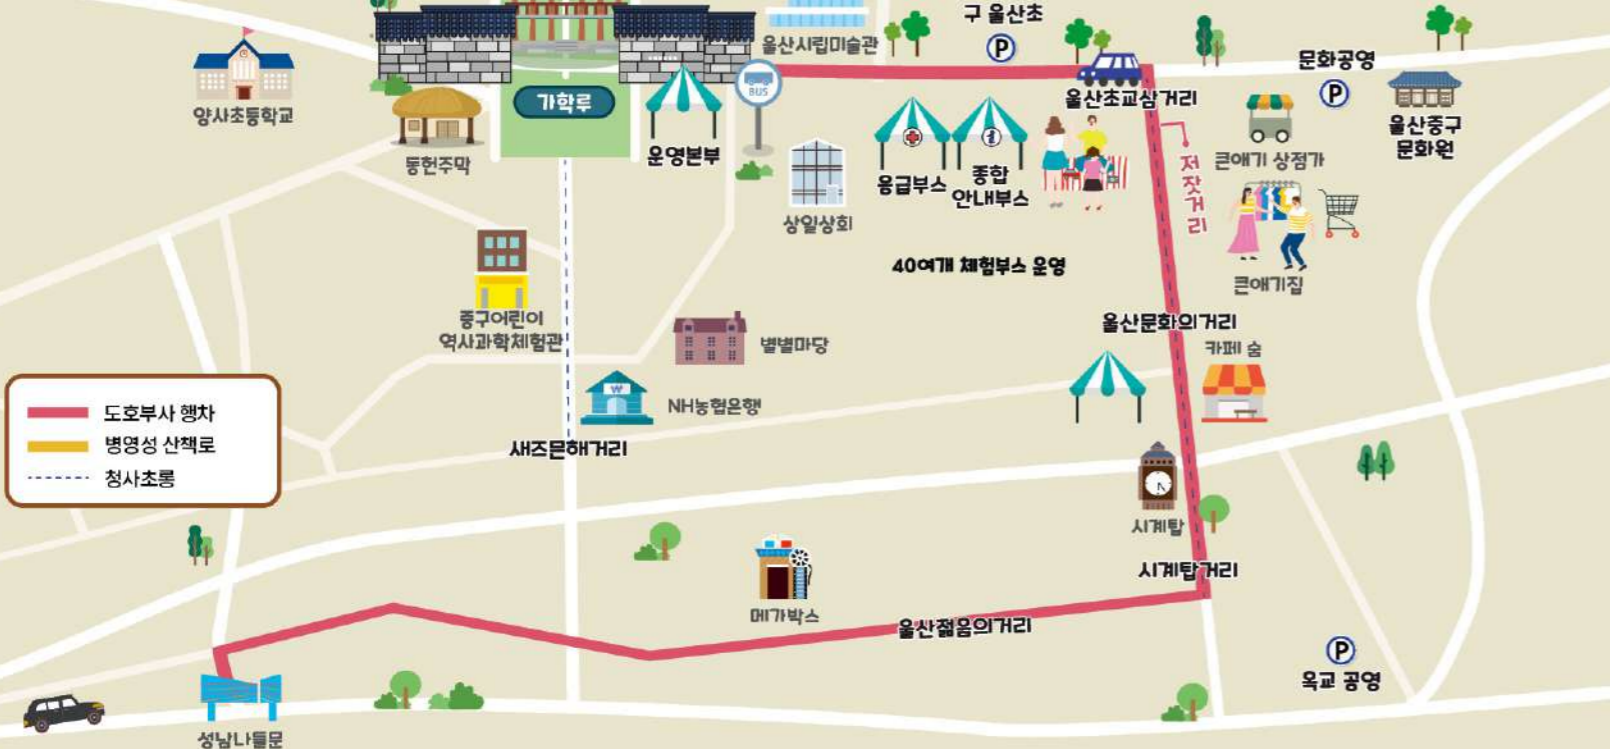 구 울산초
P
울산시립미술관
문화공영
P
BUS
가학루
양사초등학교
울산초교삼거리
울산중구
문화원
동헌주막
운영본부
응급부스
종합
안내부스
저잣거리
큰애기 상점가
상일상회
40여개 체험부스 운영
큰애기집
중구어린이
역사과학체험관
울산문화의거리
별별마당
카페 숨
W
NH농협은행
도호부사 행차
병영성 산책로
청사초롱
새즈믄해거리
시계탑
시계탑거리
메가박스
울산젊음의거리
P
옥교 공영
성남나들문